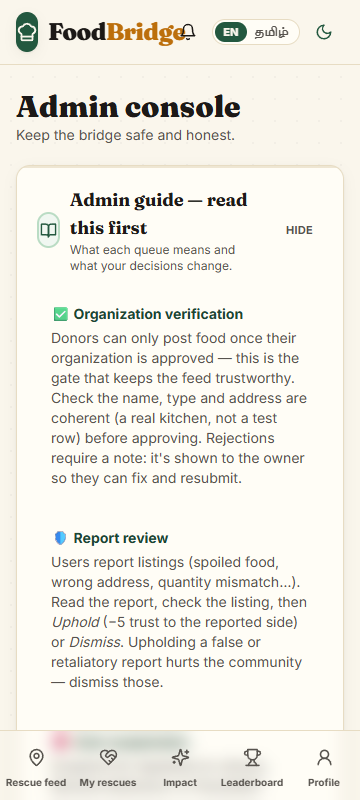 FoodBridge
EN தமிழ்
Admin console
Keep the bridge safe and honest.
Admin guide — read
this first
HIDE
What each queue means and
what your decisions change.
✅ Organization verification
Donors can only post food once their
organization is approved — this is the
gate that keeps the feed trustworthy.
Check the name, type and address are
coherent (a real kitchen, not a test
row) before approving. Rejections
require a note: it's shown to the owner
so they can fix and resubmit.
🛡️ Report review
Users report listings (spoiled food,
wrong address, quantity mismatch…).
Read the report, check the listing, then
Uphold (−5 trust to the reported side)
or Dismiss. Upholding a false or
retaliatory report hurts the community
— dismiss those.
Rescue feed My rescues Impact Leaderboard Profile